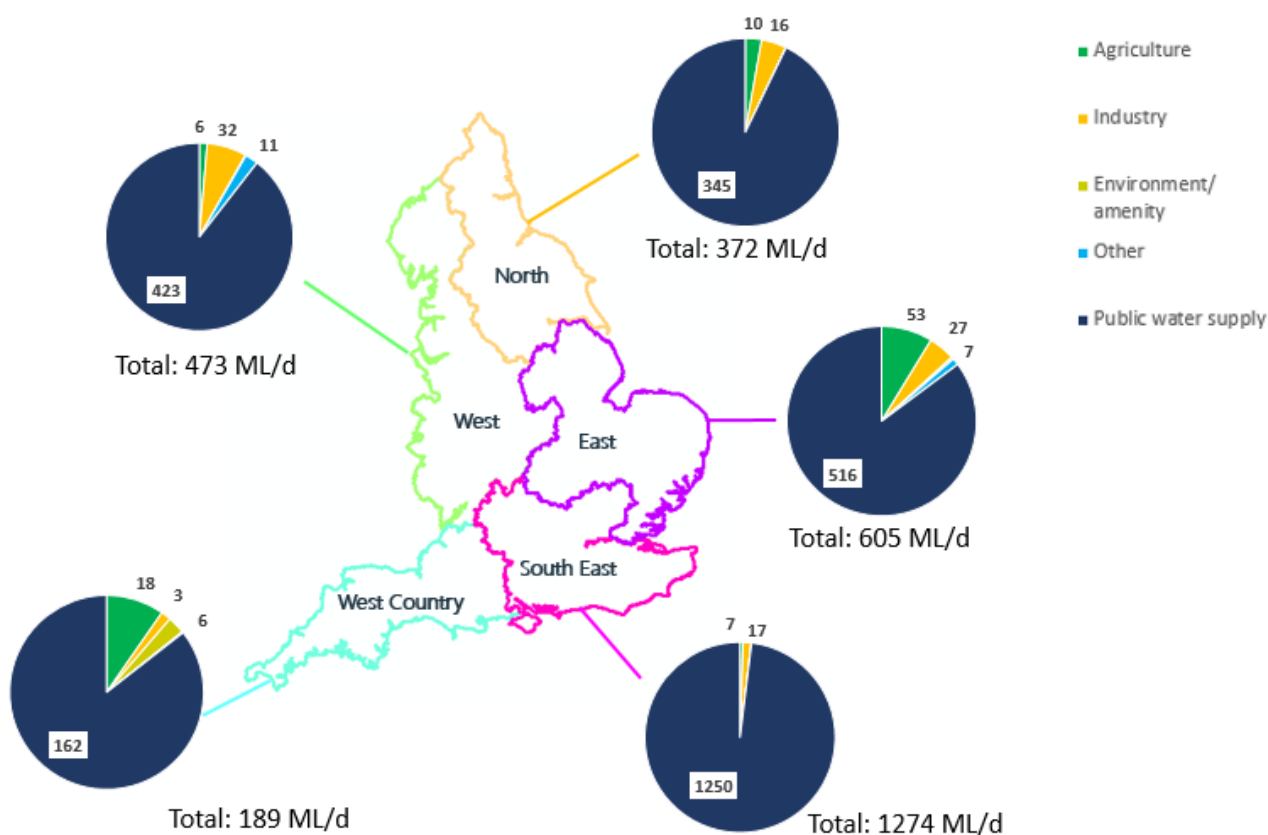 10 16
345
Total: 372 ML/d
Agriculture
Industry
Environment/
amenity
Other
Public water supply
6 32 11
423
Total: 473 ML/d
North
West
East
South East
West Country
53 27 7
516
Total: 605 ML/d
18 3 6
162
Total: 189 ML/d
7 17
1250
Total: 1274 ML/d